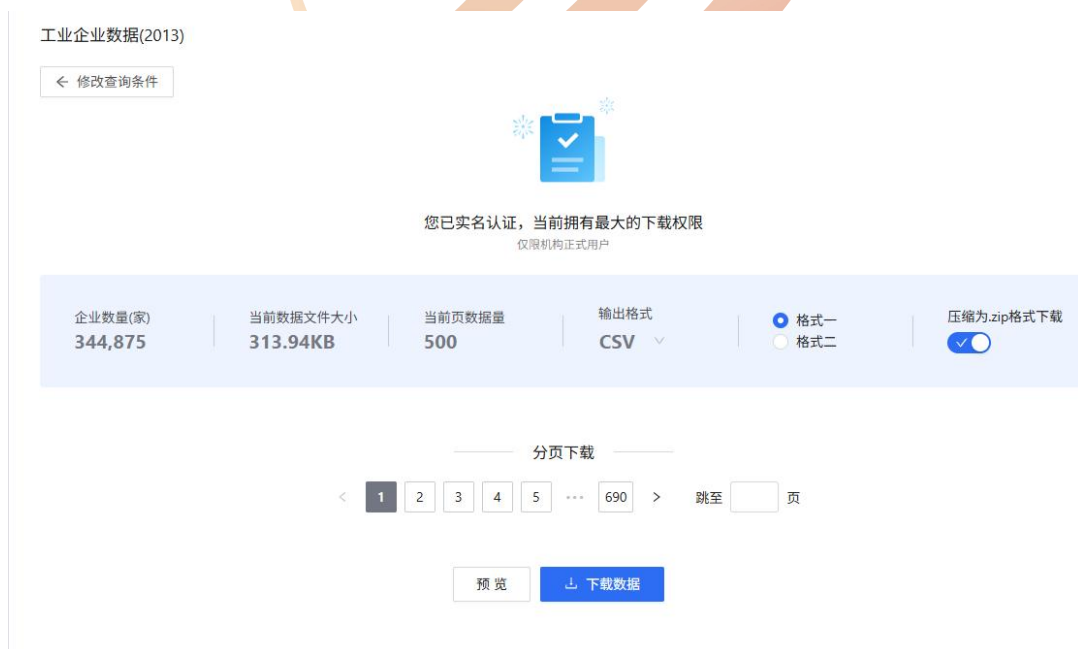 工业企业数据(2013)
← 修改查询条件
您已实名认证，当前拥有最大的下载权限
仅限机构正式用户
企业数量(家)
344,875
当前数据文件大小
313.94KB
当前页数据量
500
输出格式
CSV
格式一
格式二
压缩为.zip格式下载
分页下载
< 1 2 3 4 5 ··· 690 > 跳至 页
预 览
下载数据